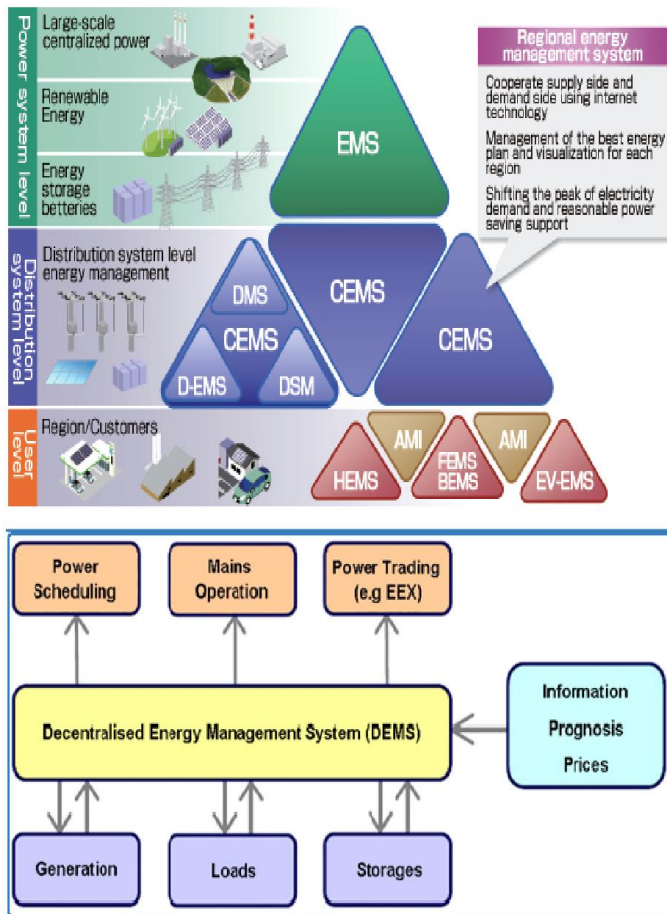 Power system level
Large-scale
centralized power
Renewable
Energy
Energy
storage
betteries
EMS
Regional energy
management system
Cooperate supply side and
demand side using internet
technology
Management of the best energy
plan and visualization for each
region
Shifting the peak of electricity
demand and reasonable power
saving support
Distribution
system level
Distribution system level
energy management
DMS
CEMS
D-EMS
DSM
CEMS
CEMS
User
level
Region/Customers
HEMS
AMI
FEMS
BEMS
AMI
EV-EMS
Power
Scheduling
Mains
Operation
Power Trading
(e.g EEX)
Decentralised Energy Management System (DEMS)
Information
Prognosis
Prices
Generation
Loads
Storages